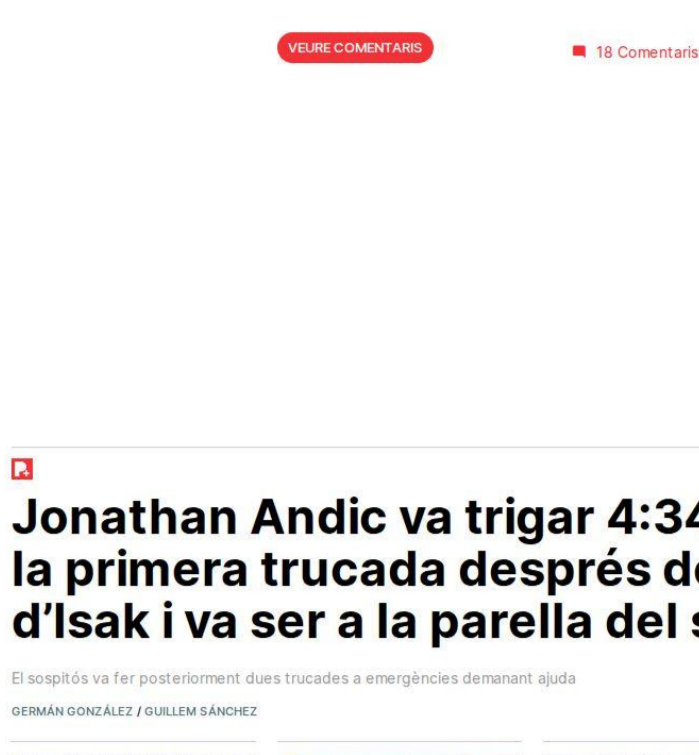 VEURE COMENTARIS
18 Comentaris
Jonathan Andic va trigar 4:34
la primera trucada després
d’Isak i va ser a la parella del
El sospitós va fer posteriorment dues trucades a emergències demanant ajuda
GERMÁN GONZÁLEZ / GUILLEM SÁNCHEZ